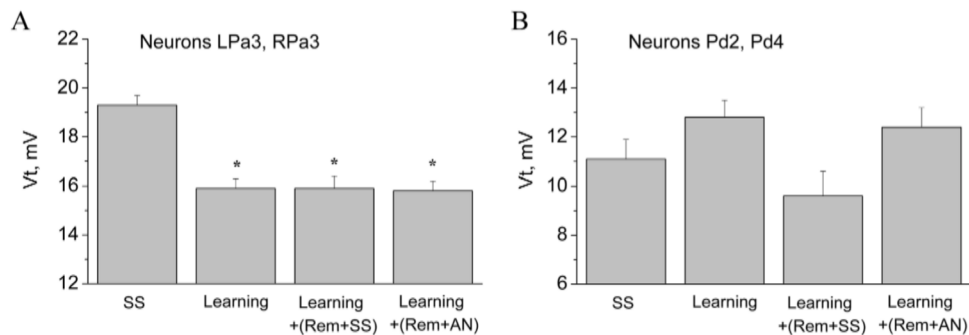 A
Neurons LPa3, RPa3
Vt, mV
22
20
18
16
14
12
*
*
*
SS
Learning
Learning
+(Rem+SS)
Learning
+(Rem+AN)
B
Neurons Pd2, Pd4
Vt, mV
16
14
12
10
8
6
SS
Learning
Learning
+(Rem+SS)
Learning
+(Rem+AN)